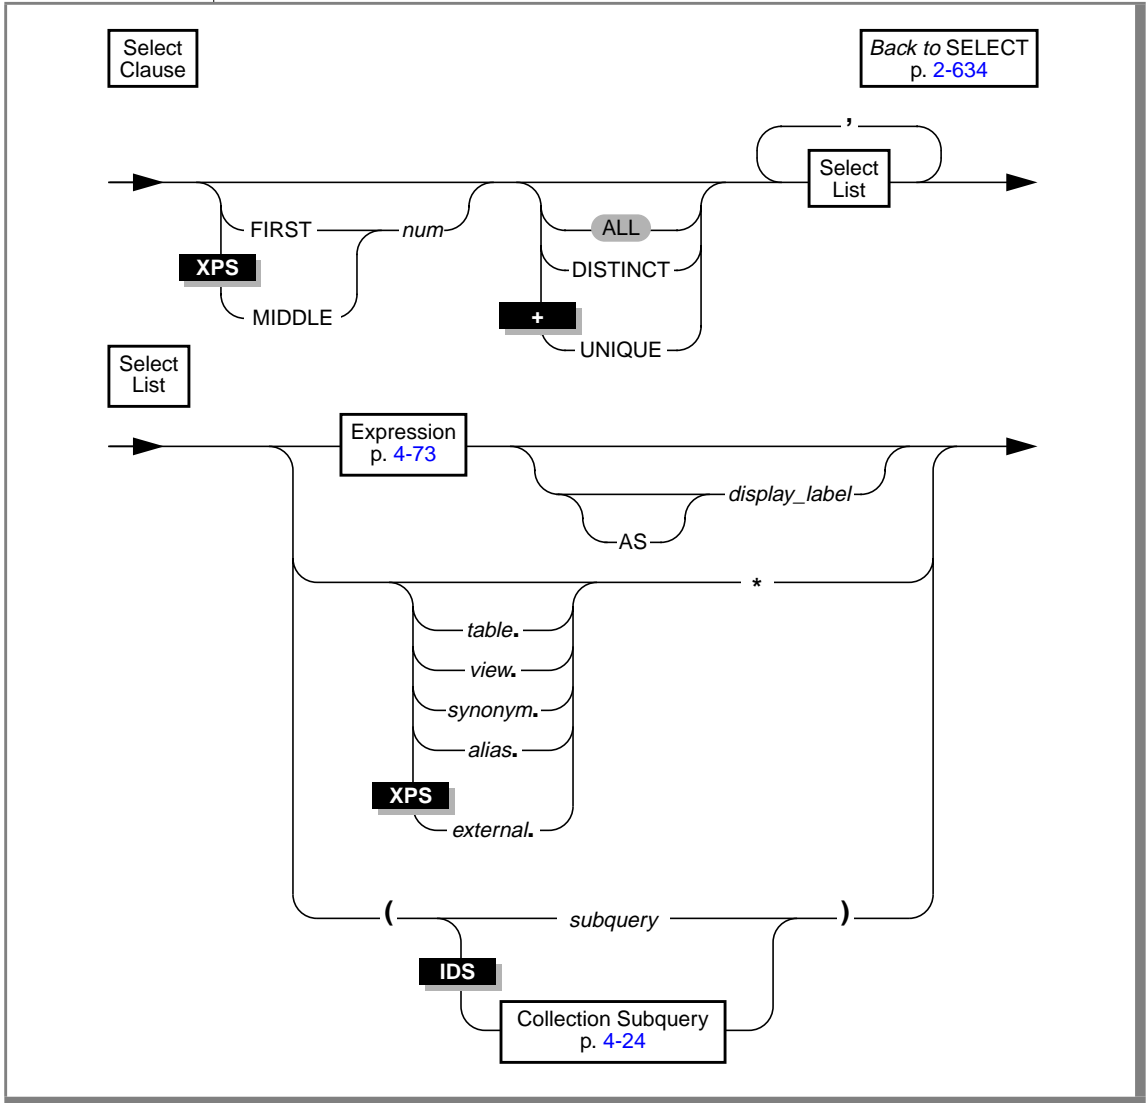 Select
Clause
Back to SELECT
p. 2-634
,
Select
List
FIRST
num
ALL
XPS
DISTINCT
MIDDLE
+
UNIQUE
Select
List
Expression
p. 4-73
display_label
AS
*
table.
view.
synonym.
alias.
XPS
external.
( subquery )
IDS
Collection Subquery
p. 4-24